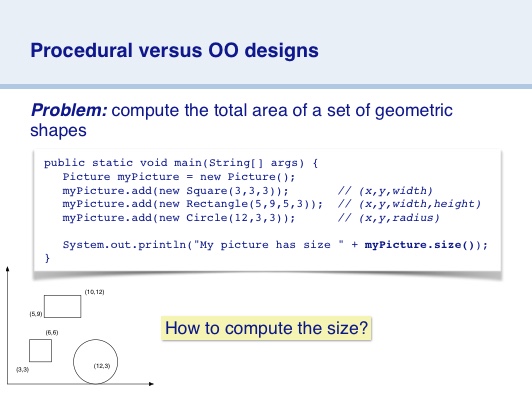 Procedural versus OO designs
Problem: compute the total area of a set of geometric
shapes
public static void main(String[] args) {
Picture myPicture = new Picture();
myPicture.add(new Square(3,3,3)); // (x,y,width)
myPicture.add(new Rectangle(5,9,5,3)); // (x,y,width,height)
myPicture.add(new Circle(12,3,3)); // (x,y,radius)
System.out.println("My picture has size " + myPicture.size());
}
(10,12)
(5,9)
(6,6)
How to compute the size?
(12,3)
(3,3)